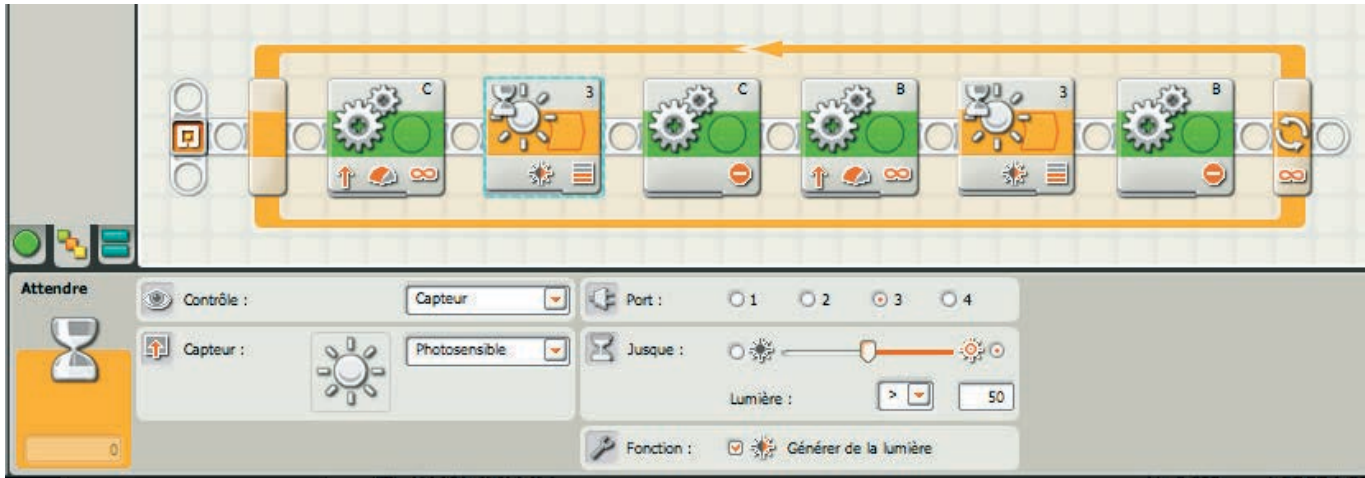 C 3 C B 3 B
Attendre
Contrôle : Capteur
Port : 1 2 3 4
Capteur : Photosensible
Jusque :
Lumière : > 50
0
Fonction : Générer de la lumière